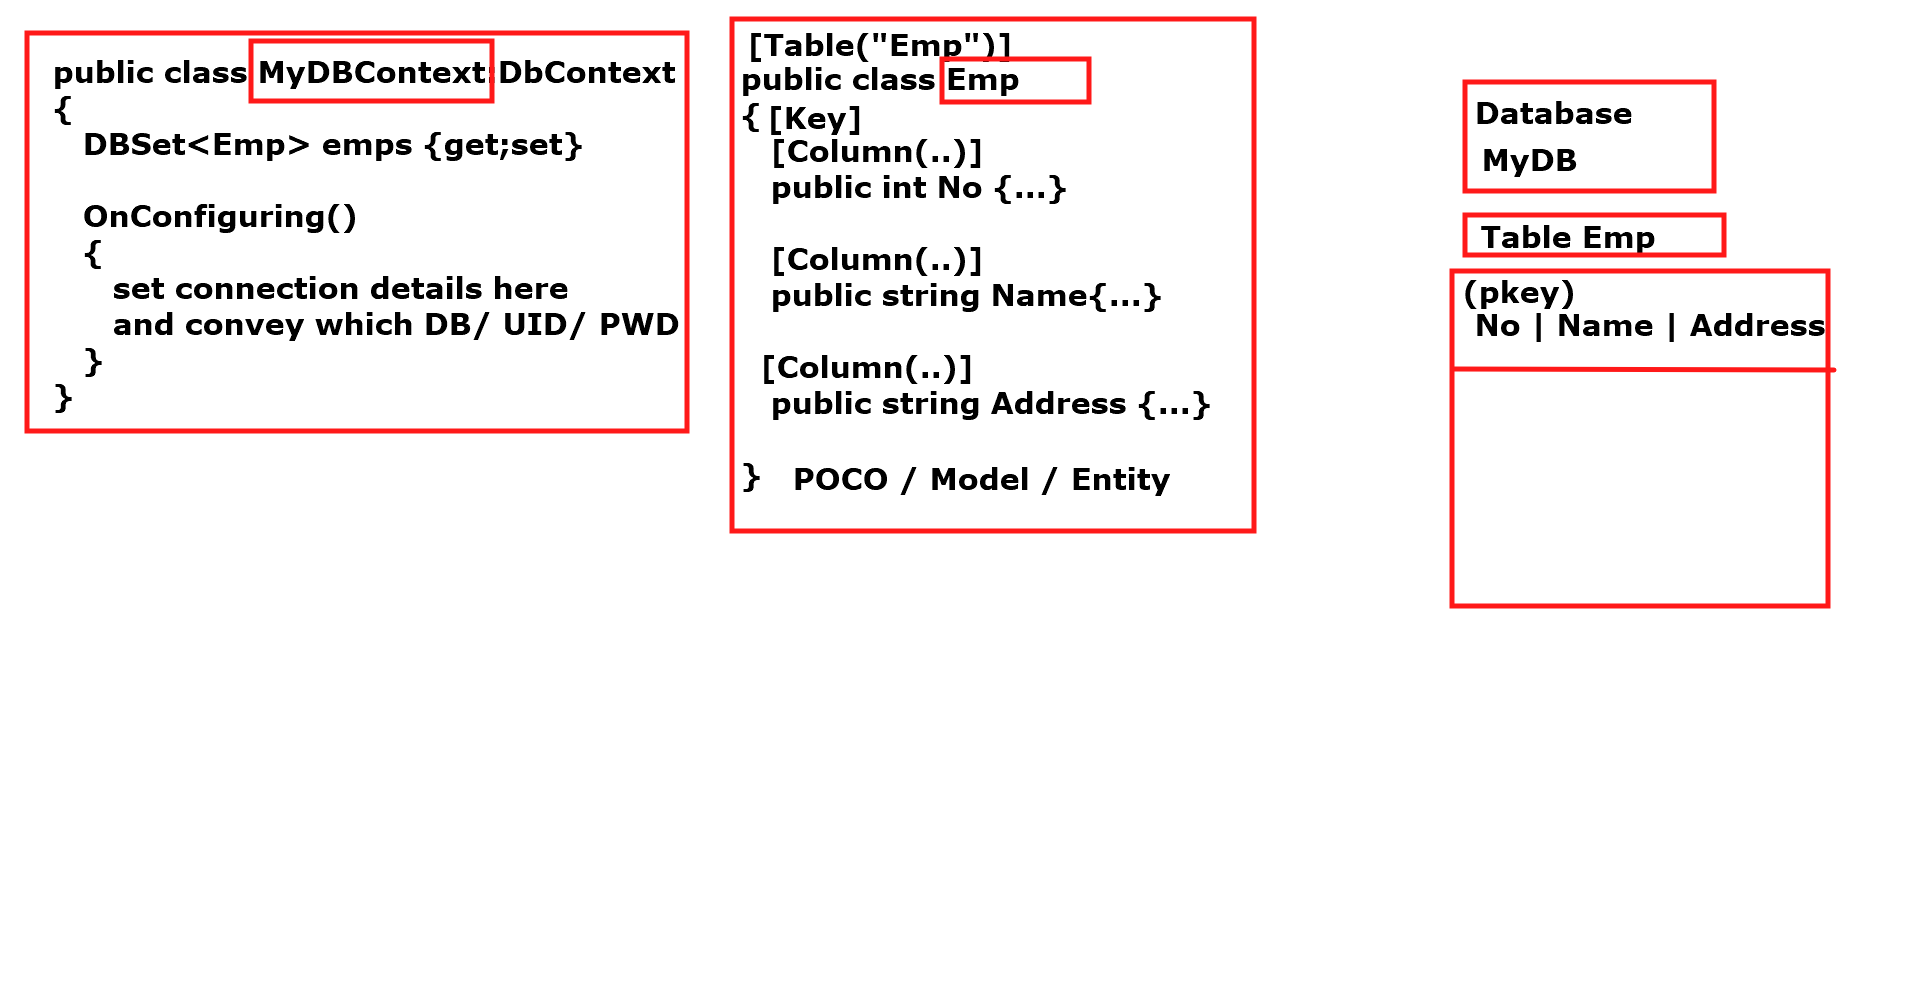 public class MyDBContext:DbContext
{
DBSet<Emp> emps {get;set}
OnConfiguring()
{
set connection details here
and convey which DB/ UID/ PWD
}
}
[Table("Emp")]
public class Emp
{ [Key]
[Column(..)]
public int No {...}
[Column(..)]
public string Name{...}
[Column(..)]
public string Address {...}
} POCO / Model / Entity
Database
MyDB
Table Emp
(pkey)
No | Name | Address